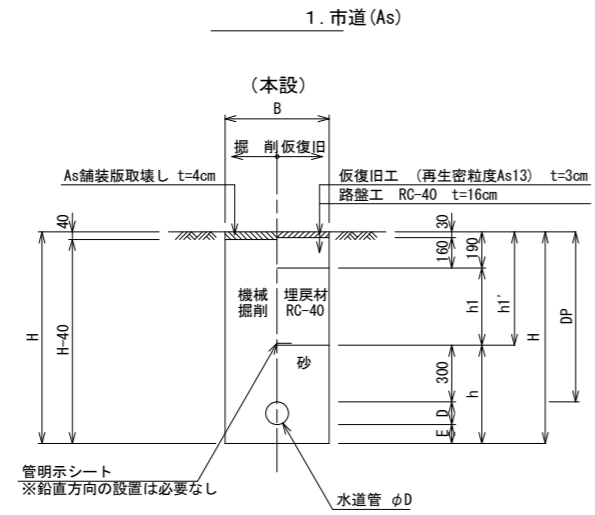 1.市道(As)
(本設)
B
掘 削
仮復旧
As舗装版取壊し t=4cm
仮復旧工 (再生密粒度As13) t=3cm
路盤工 RC-40 t=16cm
40
30
160
190
機械
掘削
埋戻材
RC-40
砂
H
H-40
h1
h1'
H
DP
300
h
D
E
管明示シート
※鉛直方向の設置は必要なし
水道管 φD